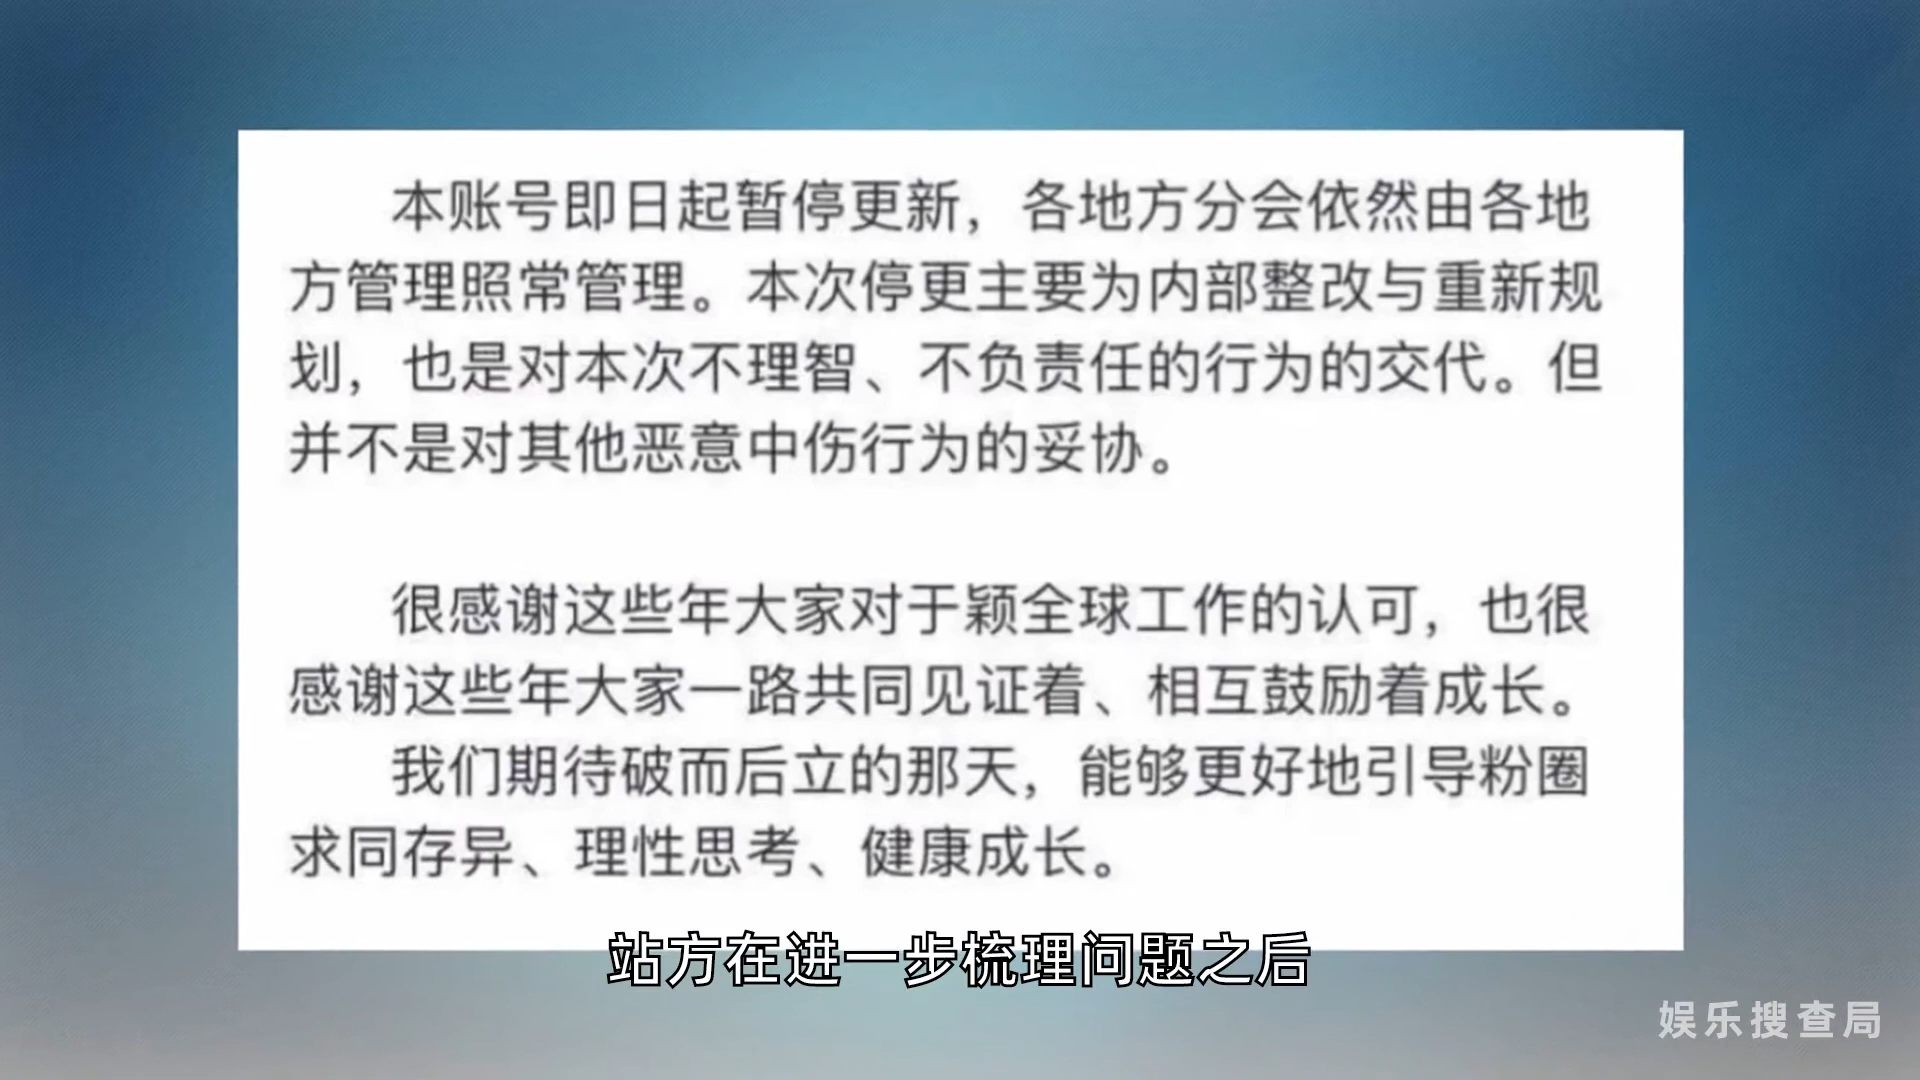 本账号即日起暂停更新，各地方分会依然由各地
方管理照常管理。本次停更主要为内部整改与重新规
划，也是对本次不理智、不负责任的行为的交代。但
并不是对其他恶意中伤行为的妥协。
很感谢这些年大家对于颖全球工作的认可，也很
感谢这些年大家一路共同见证着、相互鼓励着成长。
我们期待破而后立的那天，能够更好地引导粉圈
求同存异、理性思考、健康成长。
站方在进一步梳理问题之后
娱乐搜查局